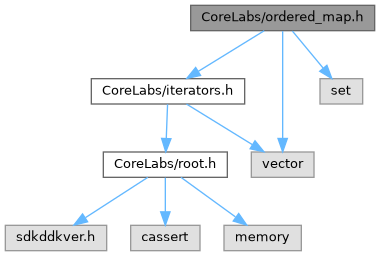 CoreLabs/ordered_map.h
CoreLabs/iterators.h
set
CoreLabs/root.h
vector
sdkddkver.h
cassert
memory